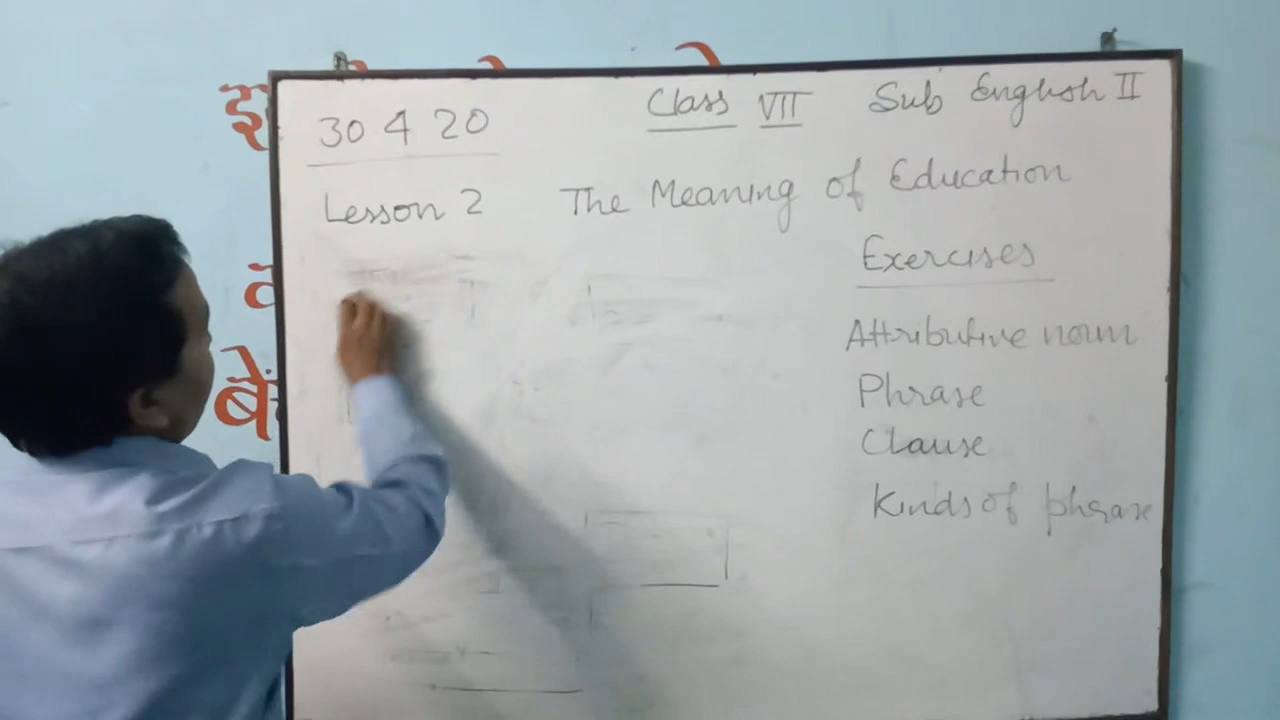 30 4 20
Class VII Sub English II
Lesson 2 The Meaning of Education
Exercises
Attributive noun
Phrase
Clause
Kinds of phrase